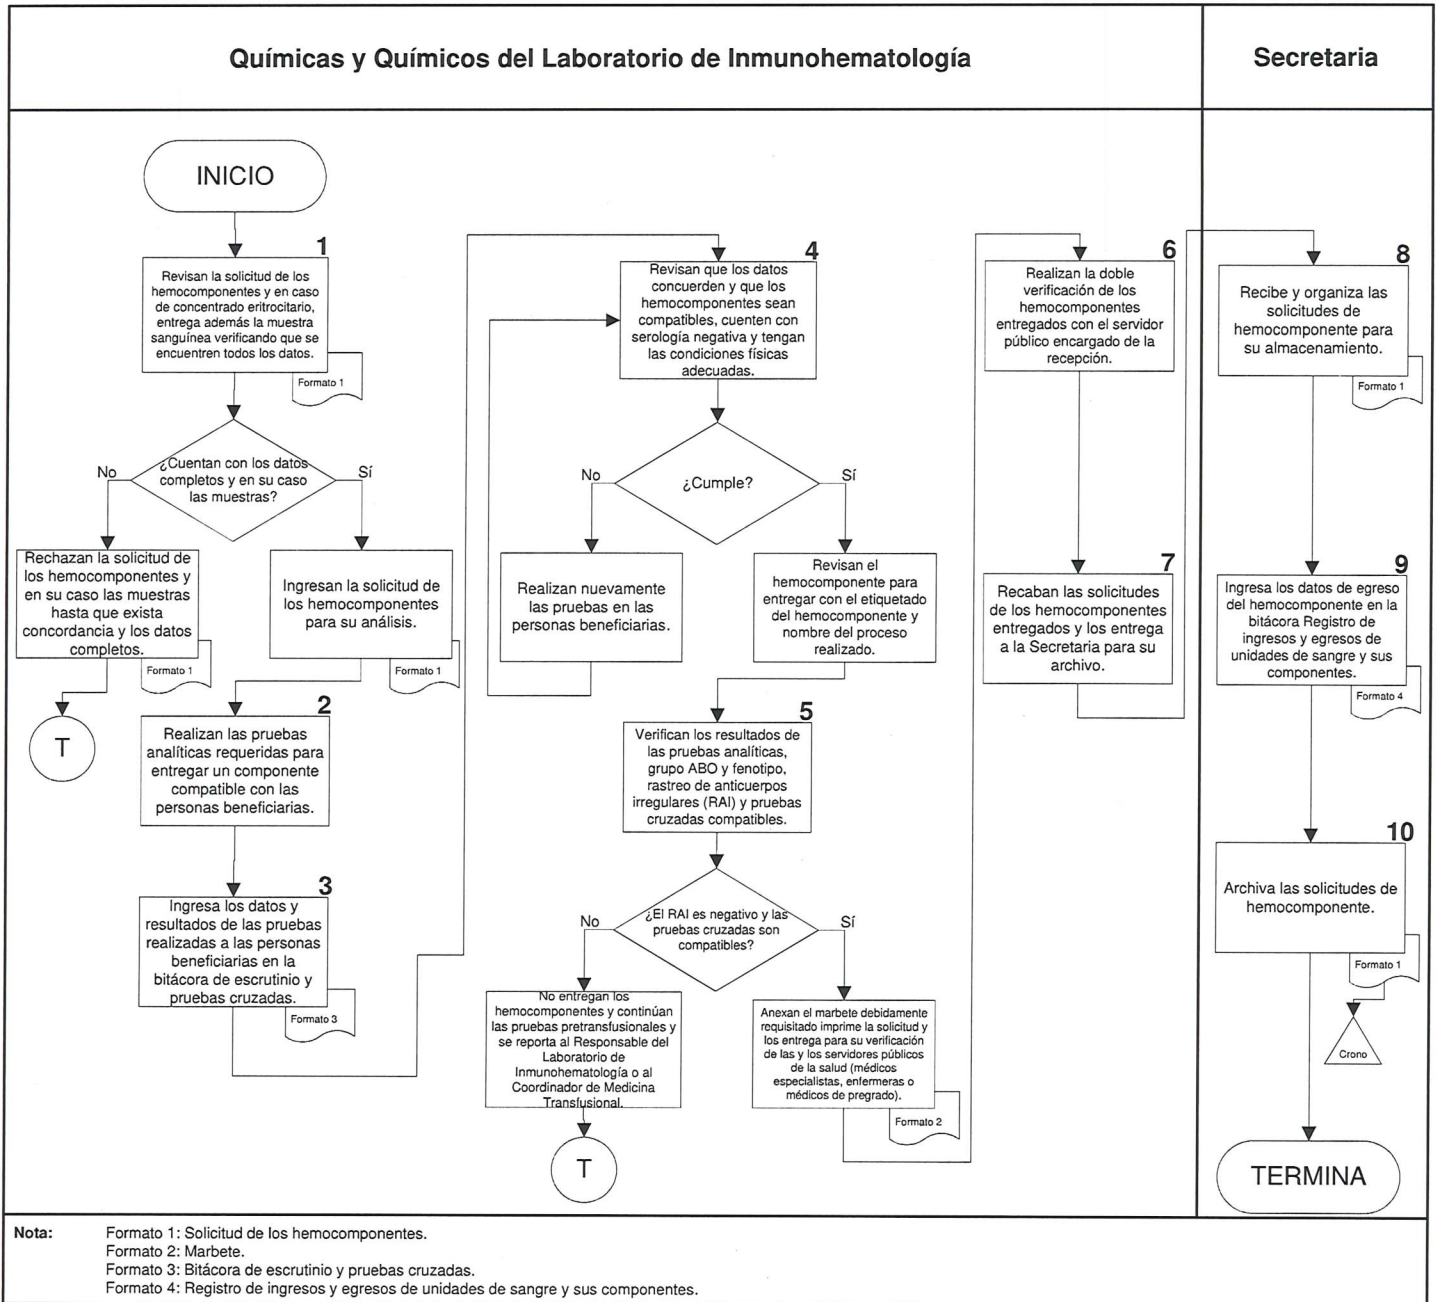 Químicas y Químicos del Laboratorio de Inmunohematología
Secretaria
INICIO
1
Revisan la solicitud de los
hemocomponentes y en caso
de concentrado eritrocitario,
entrega además la muestra
sanguínea verificando que se
encuentren todos los datos.
Formato 1
¿Cuentan con los datos
completos y en su caso
las muestras?
No
Sí
Rechazan la solicitud de
los hemocomponentes y
en su caso las muestras
hasta que exista
concordancia y los datos
completos.
Formato 1
T
Ingresan la solicitud de
los hemocomponentes
para su análisis.
Formato 1
2
Realizan las pruebas
analíticas requeridas para
entregar un componente
compatible con las
personas beneficiarias.
3
Ingresa los datos y
resultados de las pruebas
realizadas a las personas
beneficiarias en la
bitácora de escrutinio y
pruebas cruzadas.
Formato 3
4
Revisan que los datos
concuerden y que los
hemocomponentes sean
compatibles, cuenten con
serología negativa y tengan
las condiciones físicas
adecuadas.
¿Cumple?
No
Sí
Realizan nuevamente
las pruebas en las
personas beneficiarias.
Revisan el
hemocomponente para
entregar con el etiquetado
del hemocomponente y
nombre del proceso
realizado.
5
Verifican los resultados de
las pruebas analíticas,
grupo ABO y fenotipo,
rastreo de anticuerpos
irregulares (RAI) y pruebas
cruzadas compatibles.
¿El RAI es negativo y las
pruebas cruzadas son
compatibles?
No
Sí
No entregan los
hemocomponentes y continúan
las pruebas pretransfusionales y
se reporta al Responsable del
Laboratorio de
Inmunohematología o al
Coordinador de Medicina
Transfusional.
T
Anexan el marbete debidamente
requisitado imprime la solicitud y
los entrega para su verificación
de las y los servidores públicos
de la salud (médicos
especialistas, enfermeras o
médicos de pregrado).
Formato 2
6
Realizan la doble
verificación de los
hemocomponentes
entregados con el servidor
público encargado de la
recepción.
7
Recaban las solicitudes
de los hemocomponentes
entregados y los entrega
a la Secretaria para su
archivo.
8
Recibe y organiza las
solicitudes de
hemocomponente para
su almacenamiento.
Formato 1
9
Ingresa los datos de egreso
del hemocomponente en la
bitácora Registro de
ingresos y egresos de
unidades de sangre y sus
componentes.
Formato 4
10
Archiva las solicitudes de
hemocomponente.
Formato 1
Crono
TERMINA
Nota: Formato 1: Solicitud de los hemocomponentes.
Formato 2: Marbete.
Formato 3: Bitácora de escrutinio y pruebas cruzadas.
Formato 4: Registro de ingresos y egresos de unidades de sangre y sus componentes.